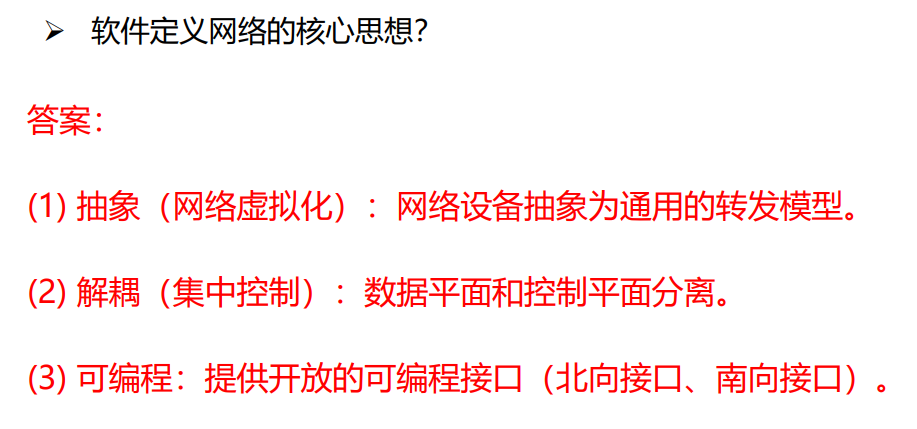 ➢ 软件定义网络的核心思想？
答案：
(1) 抽象（网络虚拟化）：网络设备抽象为通用的转发模型。
(2) 解耦（集中控制）：数据平面和控制平面分离。
(3) 可编程：提供开放的可编程接口（北向接口、南向接口）。